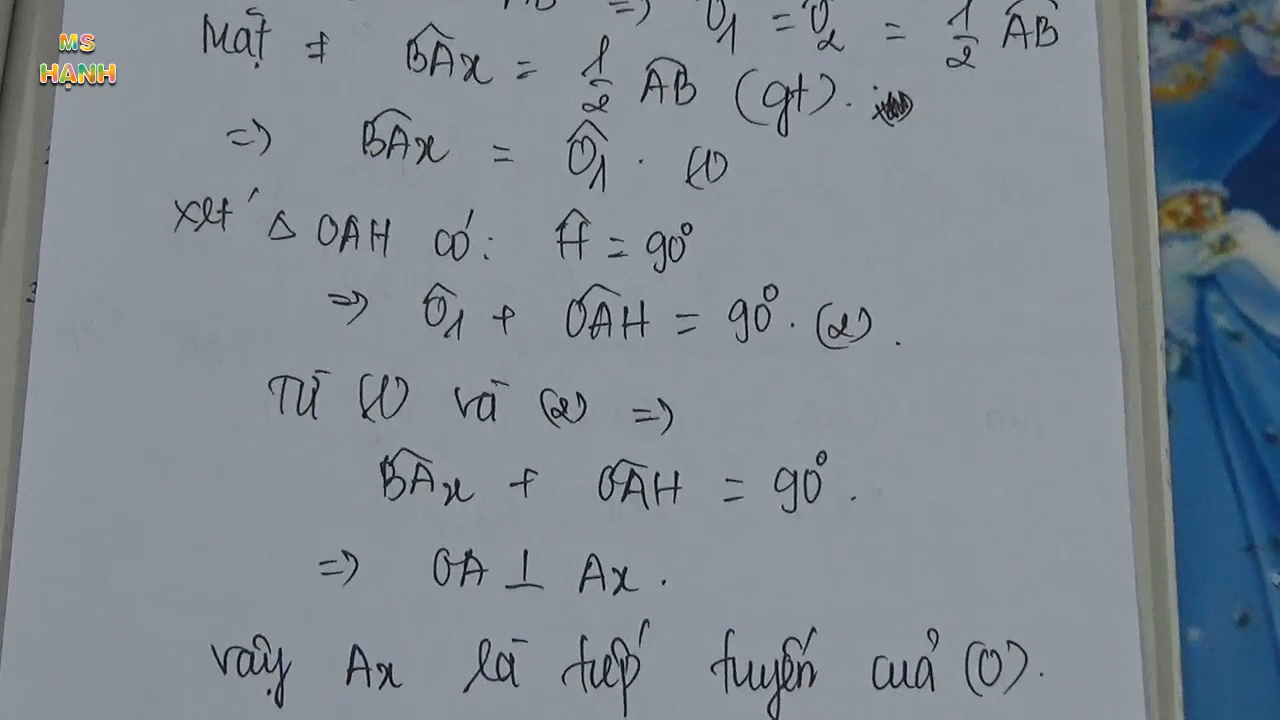 MS
HẠNH
AB => Ô1 = Ô2 = 1/2 AB
Mặt ≠ BAx = 1/2 AB (gt).
=> BAx = Ô1 . (1)
Xét Δ OAH có: Ĥ = 90°
=> Ô1 + OAH = 90°. (2).
Từ (1) và (2) =>
BAx + OAH = 90°.
=> OA ⊥ Ax.
vậy Ax là tiếp tuyến của (O).